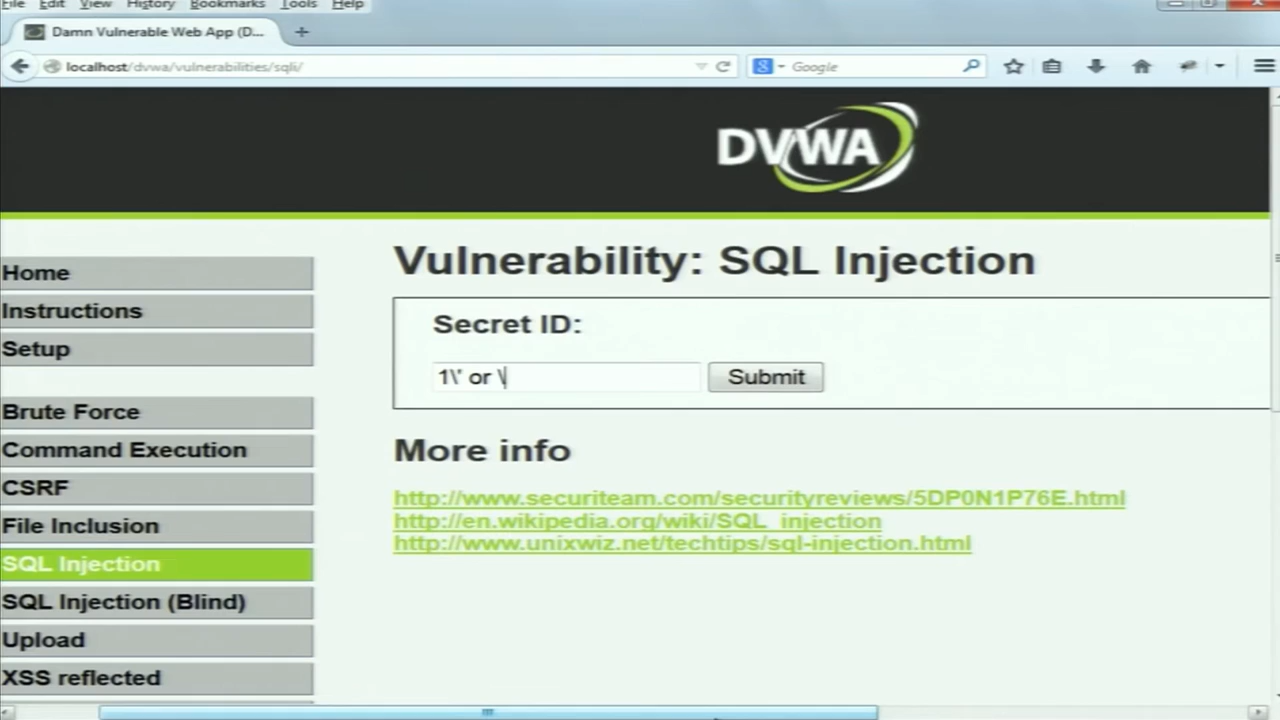 File Edit View History Bookmarks Tools Help
Damn Vulnerable Web App (D...
localhost/dvwa/vulnerabilities/sqli/
Google
DVWA
Vulnerability: SQL Injection
Home
Instructions
Setup
Brute Force
Command Execution
CSRF
File Inclusion
SQL Injection
SQL Injection (Blind)
Upload
XSS reflected
Secret ID:
1\' or \
Submit
More info
http://www.securiteam.com/securityreviews/5DP0N1P76E.html
http://en.wikipedia.org/wiki/SQL_injection
http://www.unixwiz.net/techtips/sql-injection.html